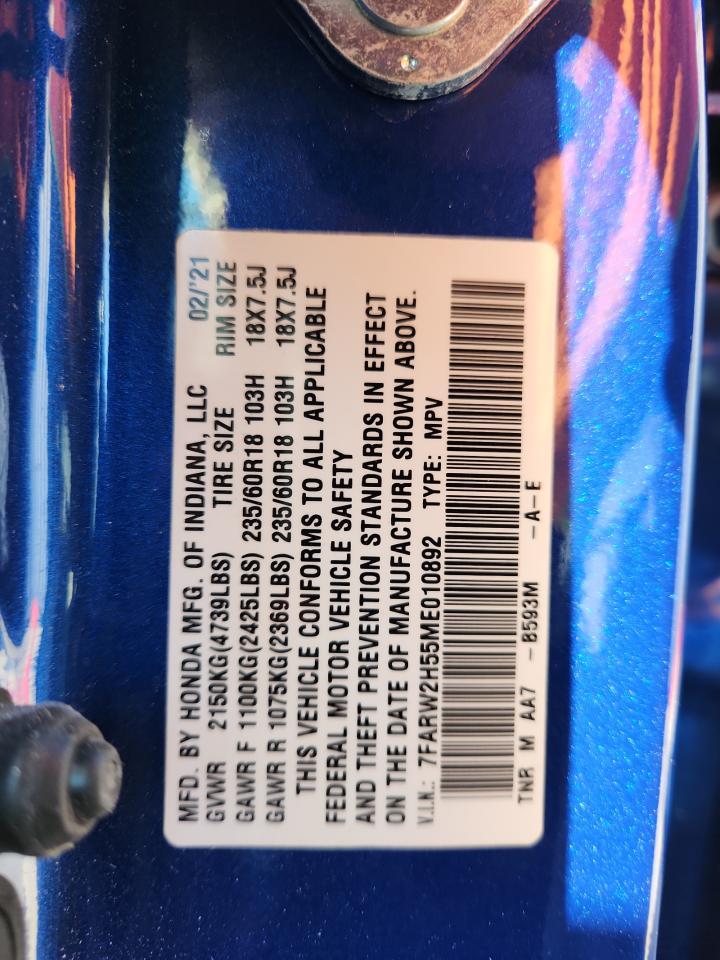 MFD. BY HONDA MFG. OF INDIANA, LLC 02/'21
GVWR 2150KG(4739LBS) TIRE SIZE RIM SIZE
GAWR F 1100KG(2425LBS) 235/60R18 103H 18X7.5J
GAWR R 1075KG(2369LBS) 235/60R18 103H 18X7.5J
THIS VEHICLE CONFORMS TO ALL APPLICABLE
FEDERAL MOTOR VEHICLE SAFETY
AND THEFT PREVENTION STANDARDS IN EFFECT
ON THE DATE OF MANUFACTURE SHOWN ABOVE.
V.I.N.: 7FARW2H55ME010892 TYPE: MPV
TNR M AA7 -B593M -A-E